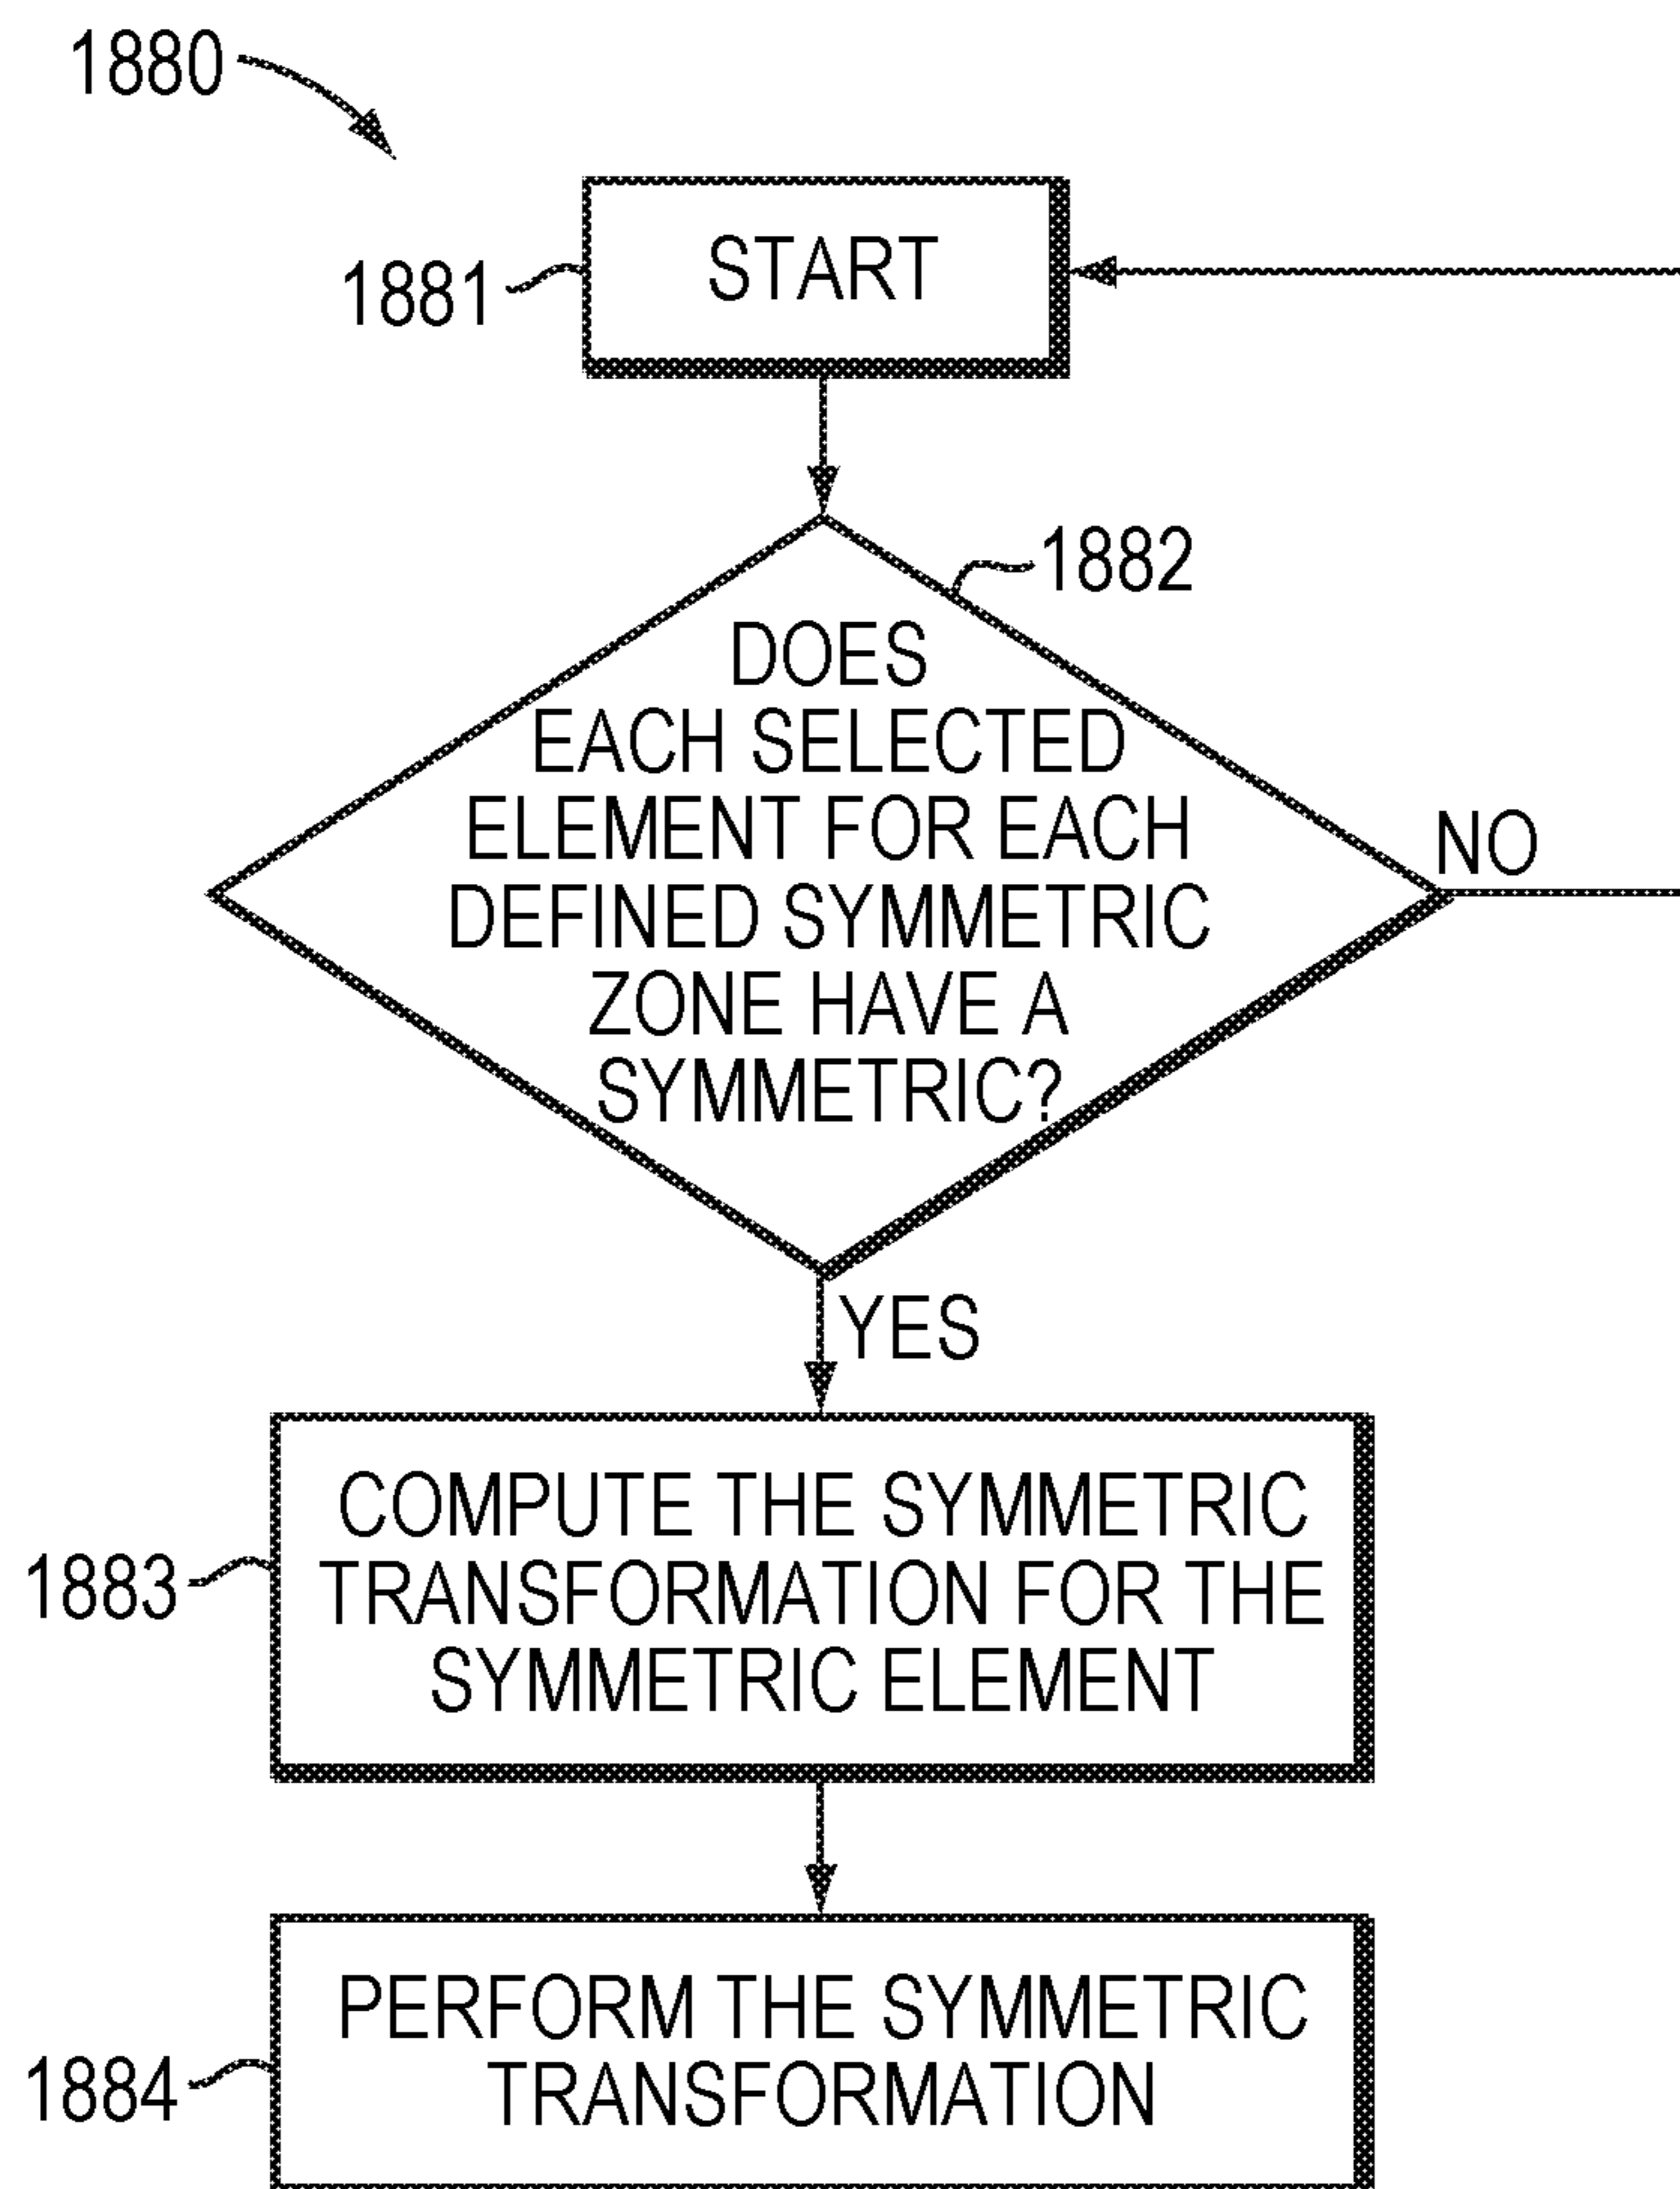 1880
START
1881
1882
DOES
EACH SELECTED
ELEMENT FOR EACH
DEFINED SYMMETRIC
ZONE HAVE A
SYMMETRIC?
NO
YES
COMPUTE THE SYMMETRIC
TRANSFORMATION FOR THE
SYMMETRIC ELEMENT
1883
PERFORM THE SYMMETRIC
TRANSFORMATION
1884